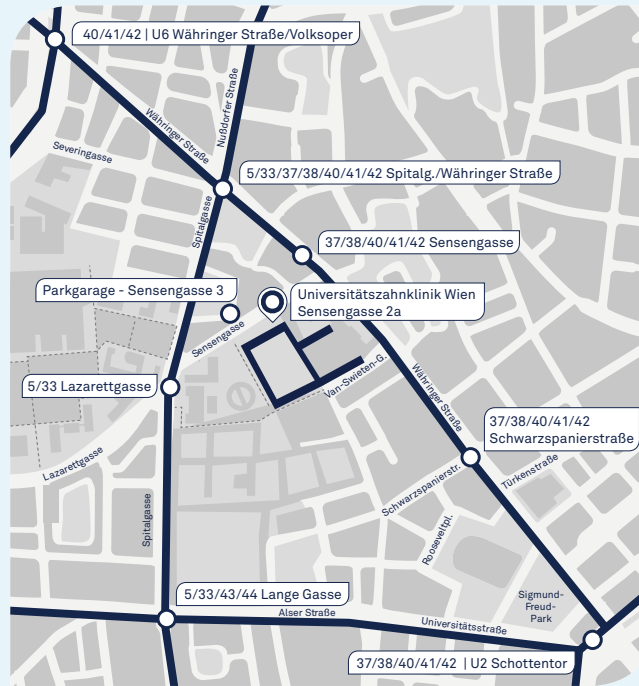 40/41/42 | U6 Währinger Straße/Volksoper
Nußdorfer Straße
Währinger Straße
Severingasse
5/33/37/38/40/41/42 Spitalg./Währinger Straße
Spitalgasse
37/38/40/41/42 Sensengasse
Parkgarage - Sensengasse 3
Universitätszahnklinik Wien
Sensengasse 2a
Sensengasse
Van-Swieten-G.
Währinger Straße
5/33 Lazarettgasse
37/38/40/41/42
Schwarzspanierstraße
Lazarettgasse
Schwarzspanierstr.
Türkenstraße
Spitalgasse
Rooseveltpl.
5/33/43/44 Lange Gasse
Sigmund-
Freud-
Park
Alser Straße
Universitätsstraße
37/38/40/41/42 | U2 Schottentor